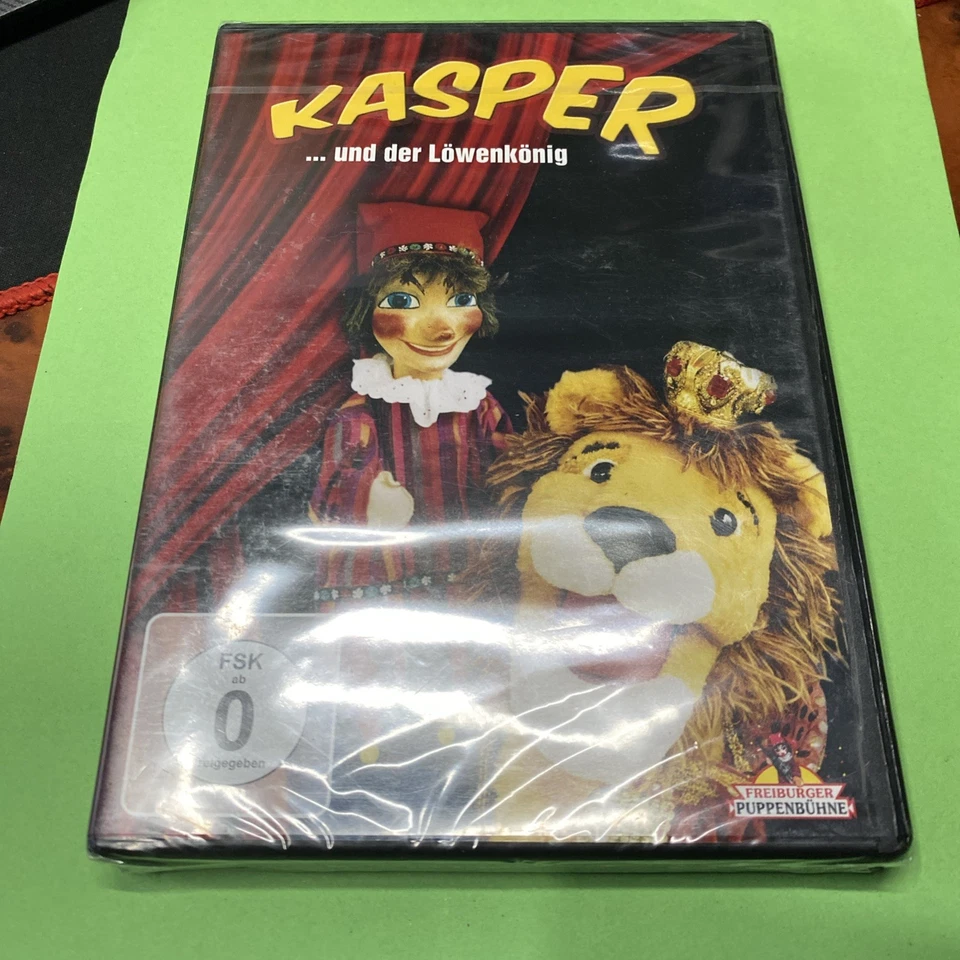 KASPER
... und der Löwenkönig
FSK
ab
0
freigegeben
FREIBURGER
PUPPENBÜHNE